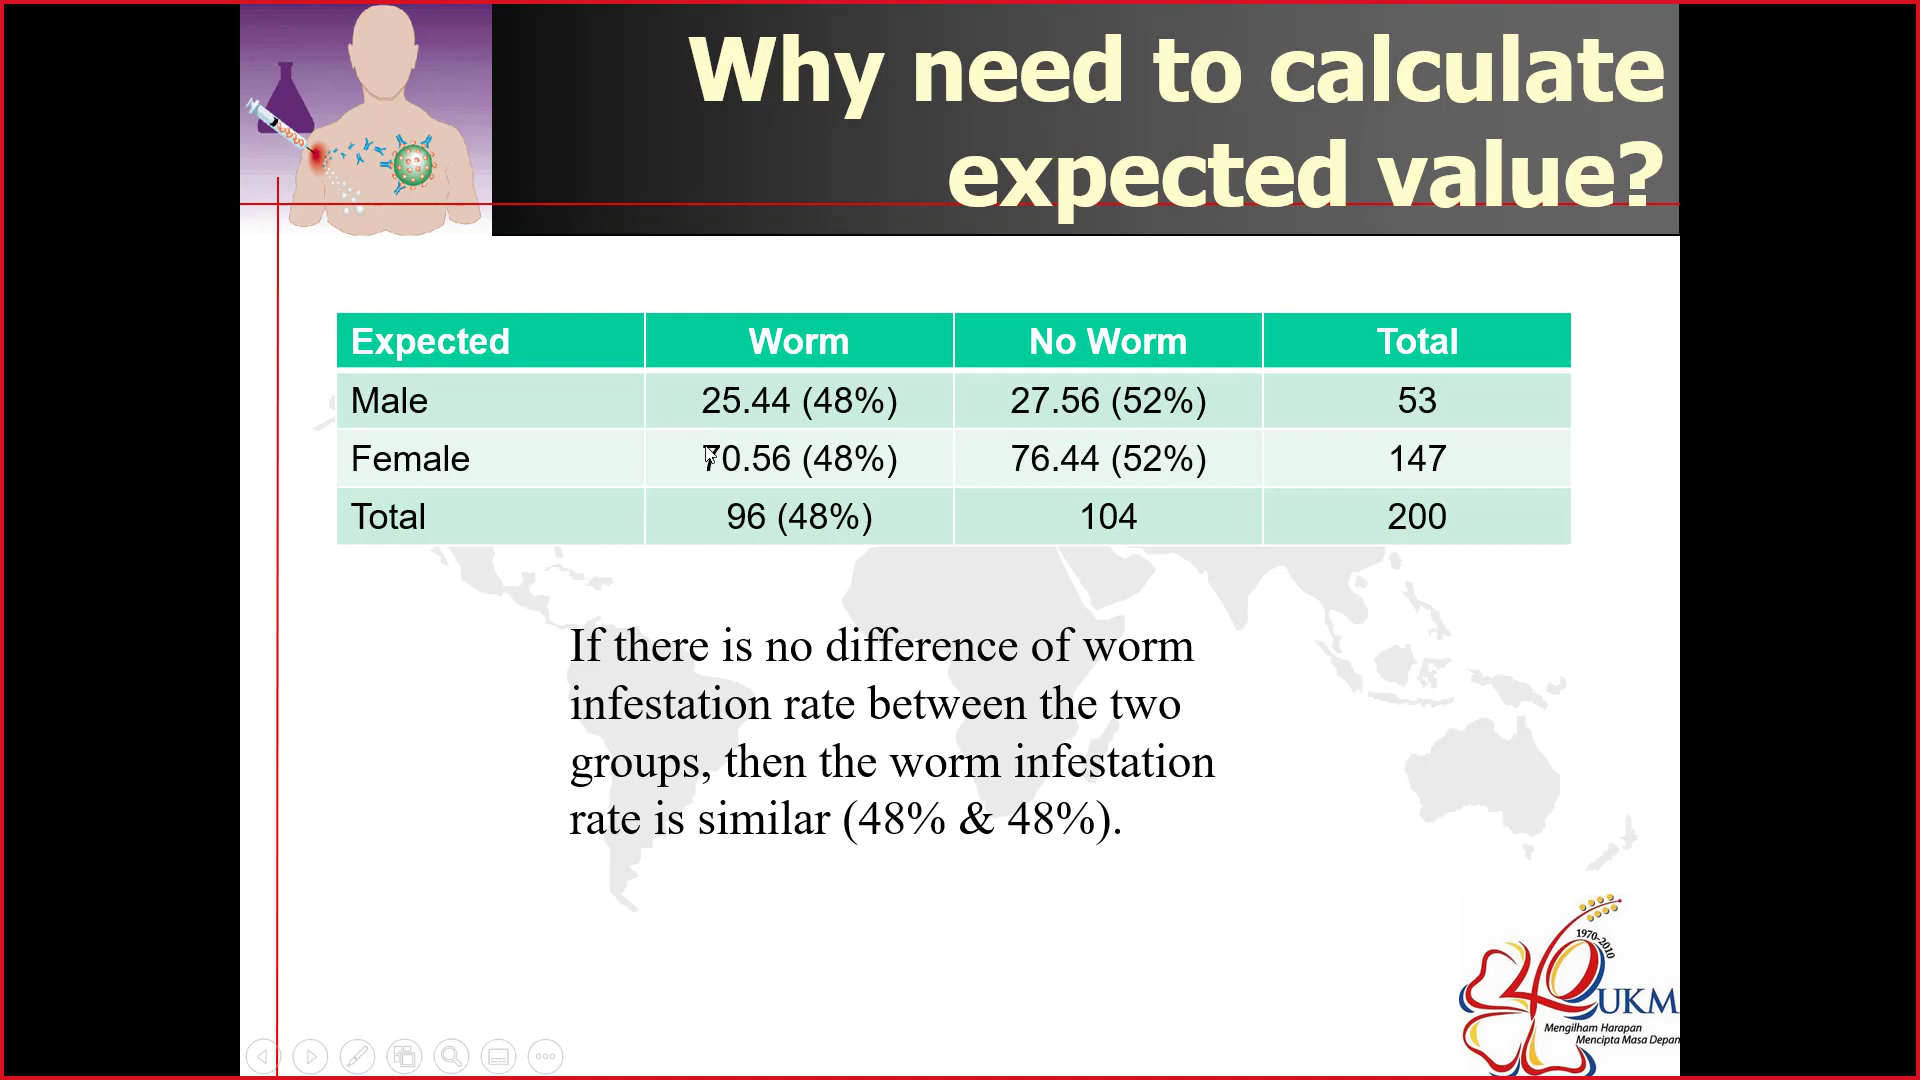 Why need to calculate
expected value?
Expected Worm No Worm Total
Male 25.44 (48%) 27.56 (52%) 53
Female 70.56 (48%) 76.44 (52%) 147
Total 96 (48%) 104 200
If there is no difference of worm
infestation rate between the two
groups, then the worm infestation
rate is similar (48% & 48%).
1970-2010
40 UKM
Mengilham Harapan
Mencipta Masa Depan